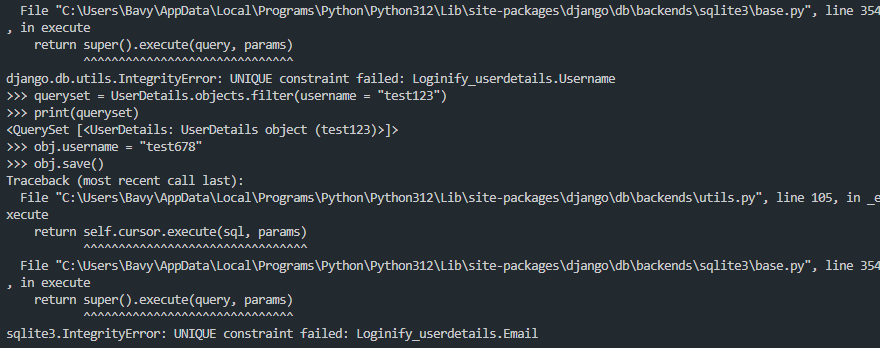 File "C:\Users\Bavy\AppData\Local\Programs\Python\Python312\Lib\site-packages\django\db\backends\sqlite3\base.py", line 354
, in execute
    return super().execute(query, params)
           ^^^^^^^^^^^^^^^^^^^^^^^^^^^^^^
django.db.utils.IntegrityError: UNIQUE constraint failed: Loginify_userdetails.Username
>>> queryset = UserDetails.objects.filter(username = "test123")
>>> print(queryset)
<QuerySet [<UserDetails: UserDetails object (test123)>]>
>>> obj.username = "test678"
>>> obj.save()
Traceback (most recent call last):
  File "C:\Users\Bavy\AppData\Local\Programs\Python\Python312\Lib\site-packages\django\db\backends\utils.py", line 105, in _e
xecute
    return self.cursor.execute(sql, params)
           ^^^^^^^^^^^^^^^^^^^^^^^^^^^^^^^^
  File "C:\Users\Bavy\AppData\Local\Programs\Python\Python312\Lib\site-packages\django\db\backends\sqlite3\base.py", line 354
, in execute
    return super().execute(query, params)
           ^^^^^^^^^^^^^^^^^^^^^^^^^^^^^^
sqlite3.IntegrityError: UNIQUE constraint failed: Loginify_userdetails.Email